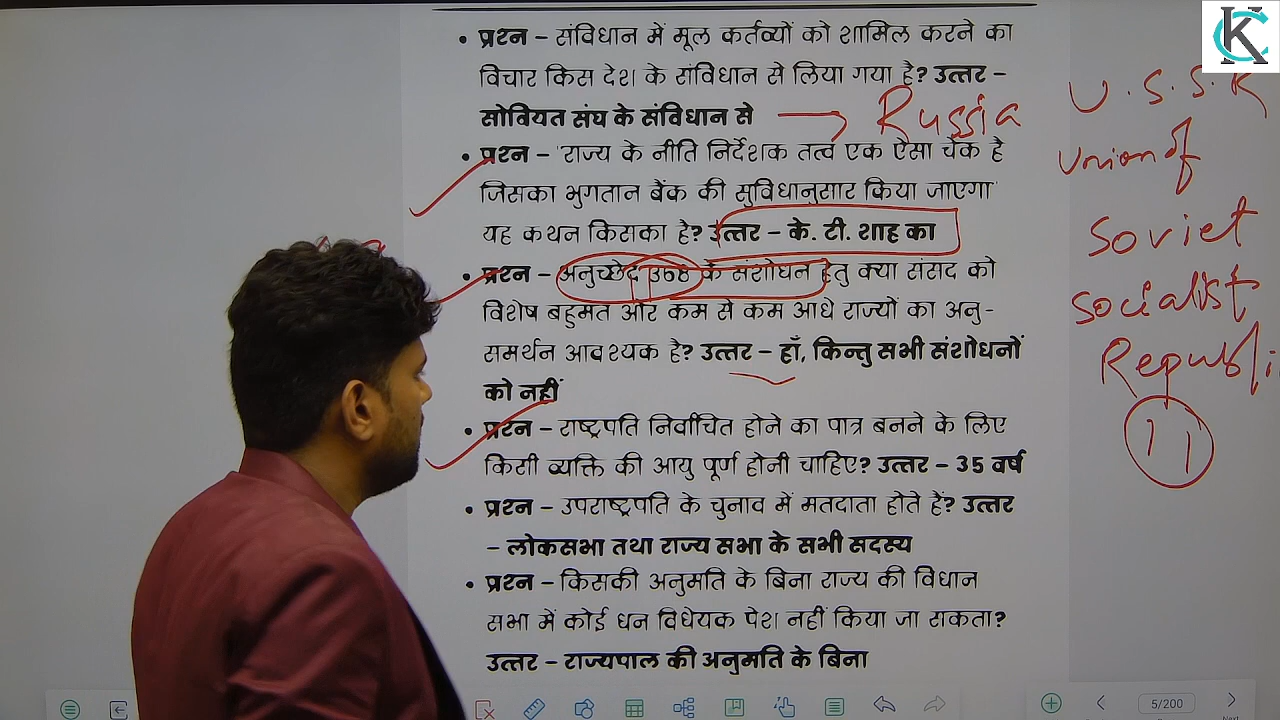 • प्रश्न – संविधान में मूल कर्तव्यों को शामिल करने का
विचार किस देश के संविधान से लिया गया है? उत्तर –
सोवियत संघ के संविधान से
Russia
• प्रश्न – 'राज्य के नीति निर्देशक तत्व एक ऐसा चेक है
जिसका भुगतान बैंक की सुविधानुसार किया जाएगा'
यह कथन किसका है? उत्तर – के. टी. शाह का
• प्रश्न – अनुच्छेद 368 के संशोधन हेतु क्या संसद को
विशेष बहुमत और कम से कम आधे राज्यों का अनु-
समर्थन आवश्यक है? उत्तर – हाँ, किन्तु सभी संशोधनों
को नहीं
• प्रश्न – राष्ट्रपति निर्वाचित होने का पात्र बनने के लिए
किसी व्यक्ति की आयु पूर्ण होनी चाहिए? उत्तर – 35 वर्ष
• प्रश्न – उपराष्ट्रपति के चुनाव में मतदाता होते हैं? उत्तर
– लोकसभा तथा राज्य सभा के सभी सदस्य
• प्रश्न – किसकी अनुमति के बिना राज्य की विधान
सभा में कोई धन विधेयक पेश नहीं किया जा सकता?
उत्तर – राज्यपाल की अनुमति के बिना
U.S.S.R
Union of
Soviet
Socialist
Republi
11
KC
5/200
Next